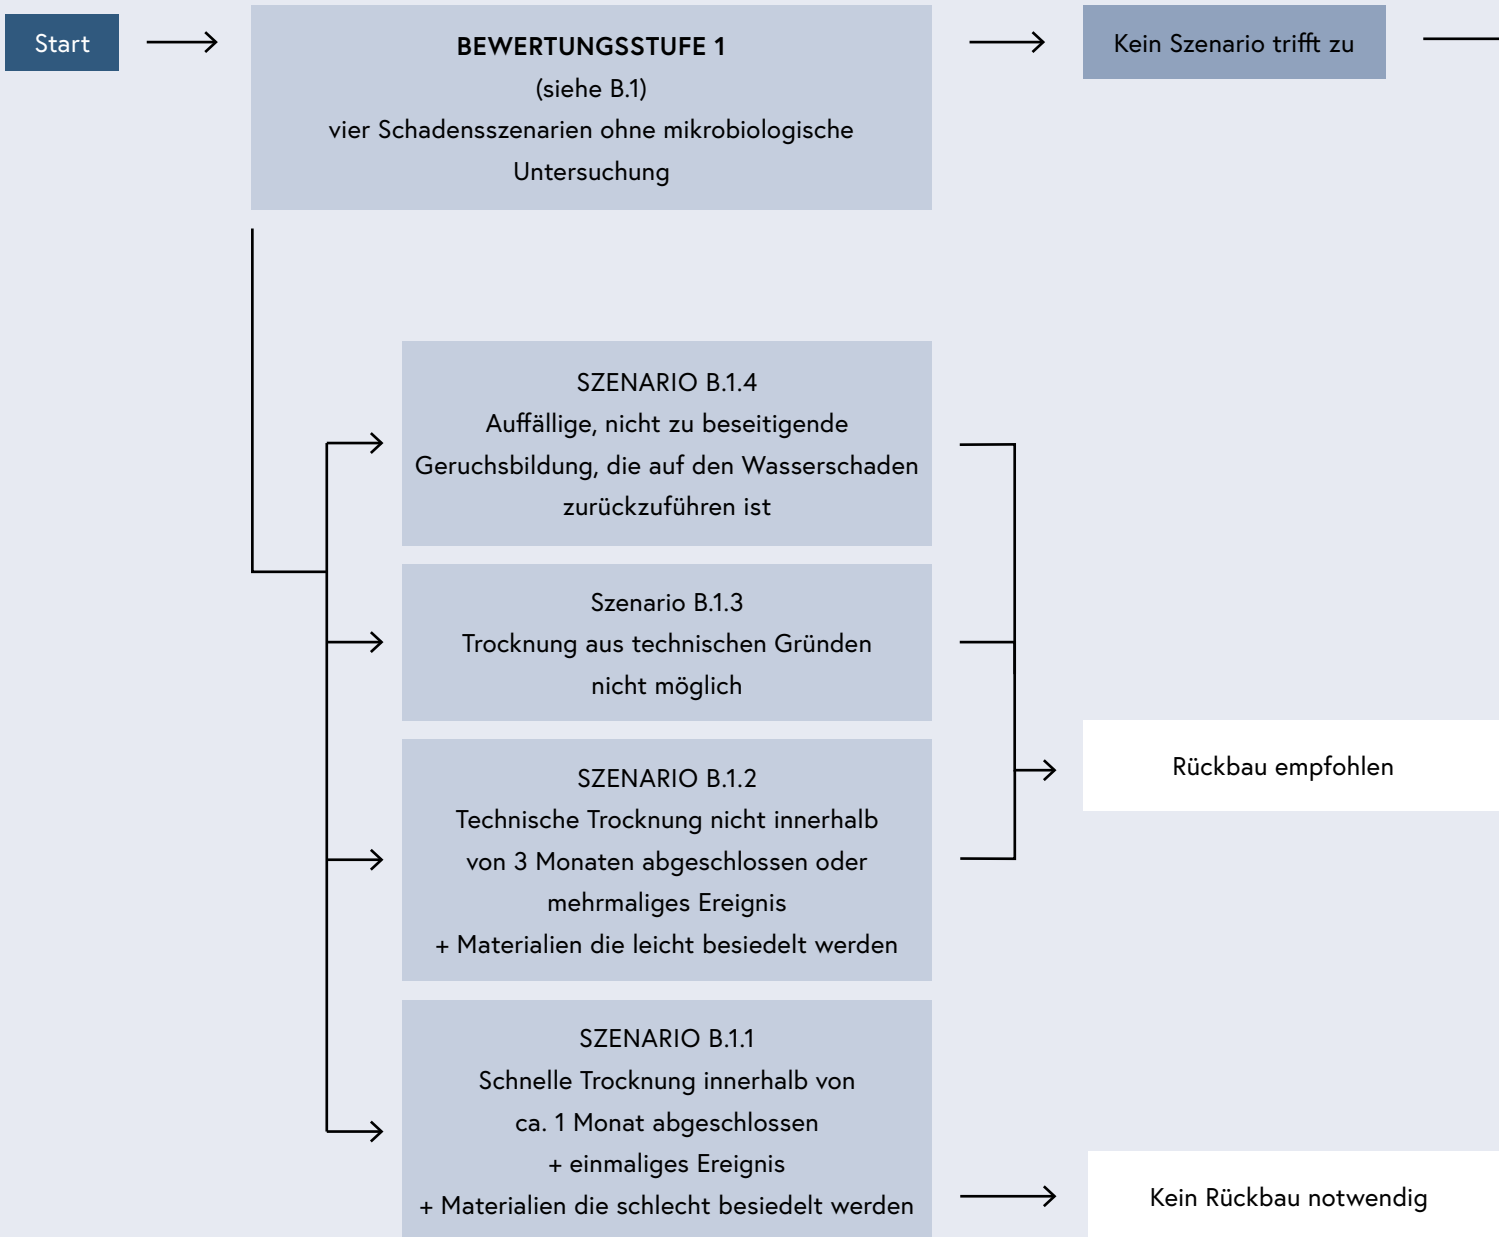 Start
BEWERTUNGSSTUFE 1
(siehe B.1)
vier Schadensszenarien ohne mikrobiologische
Untersuchung
Kein Szenario trifft zu
SZENARIO B.1.4
Auffällige, nicht zu beseitigende
Geruchsbildung, die auf den Wasserschaden
zurückzuführen ist
Szenario B.1.3
Trocknung aus technischen Gründen
nicht möglich
SZENARIO B.1.2
Technische Trocknung nicht innerhalb
von 3 Monaten abgeschlossen oder
mehrmaliges Ereignis
+ Materialien die leicht besiedelt werden
Rückbau empfohlen
SZENARIO B.1.1
Schnelle Trocknung innerhalb von
ca. 1 Monat abgeschlossen
+ einmaliges Ereignis
+ Materialien die schlecht besiedelt werden
Kein Rückbau notwendig